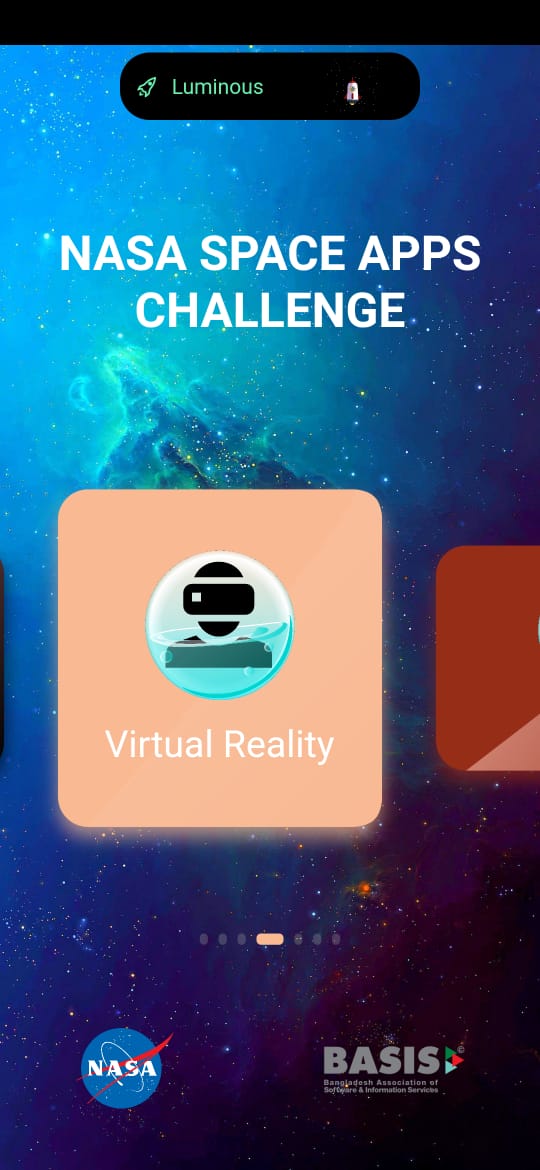 Luminous
NASA SPACE APPS
CHALLENGE
Virtual Reality
NASA
BASIS
Bangladesh Association of
Software & Information Services